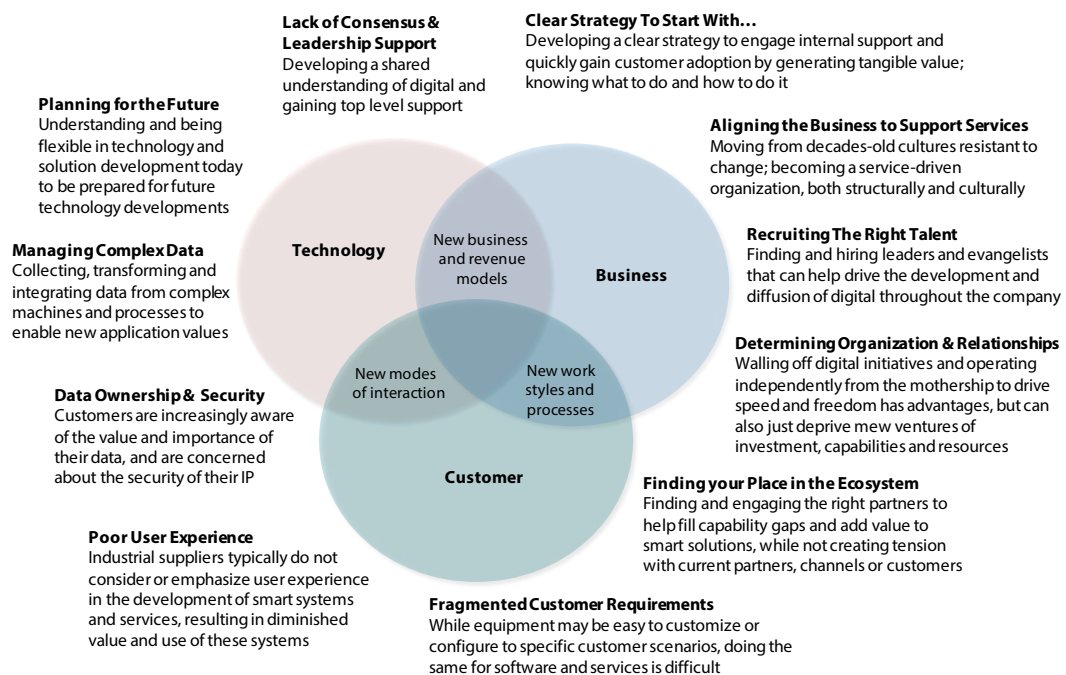 Lack of Consensus &
Leadership Support
Developing a shared
understanding of digital and
gaining top level support
Clear Strategy To Start With...
Developing a clear strategy to engage internal support and
quickly gain customer adoption by generating tangible value;
knowing what to do and how to do it
Planning for the Future
Understanding and being
flexible in technology and
solution development today
to be prepared for future
technology developments
Aligning the Business to Support Services
Moving from decades-old cultures resistant to
change; becoming a service-driven
organization, both structurally and culturally
Managing Complex Data
Collecting, transforming and
integrating data from complex
machines and processes to
enable new application values
Technology
New business
and revenue
models
Business
Recruiting The Right Talent
Finding and hiring leaders and evangelists
that can help drive the development and
diffusion of digital throughout the company
Determining Organization & Relationships
Walling off digital initiatives and operating
independently from the mothership to drive
speed and freedom has advantages, but can
also just deprive mew ventures of
investment, capabilities and resources
New modes
of interaction
New work
styles and
processes
Data Ownership & Security
Customers are increasingly aware
of the value and importance of
their data, and are concerned
about the security of their IP
Customer
Finding your Place in the Ecosystem
Finding and engaging the right partners to
help fill capability gaps and add value to
smart solutions, while not creating tension
with current partners, channels or customers
Poor User Experience
Industrial suppliers typically do not
consider or emphasize user experience
in the development of smart systems
and services, resulting in diminished
value and use of these systems
Fragmented Customer Requirements
While equipment may be easy to customize or
configure to specific customer scenarios, doing the
same for software and services is difficult